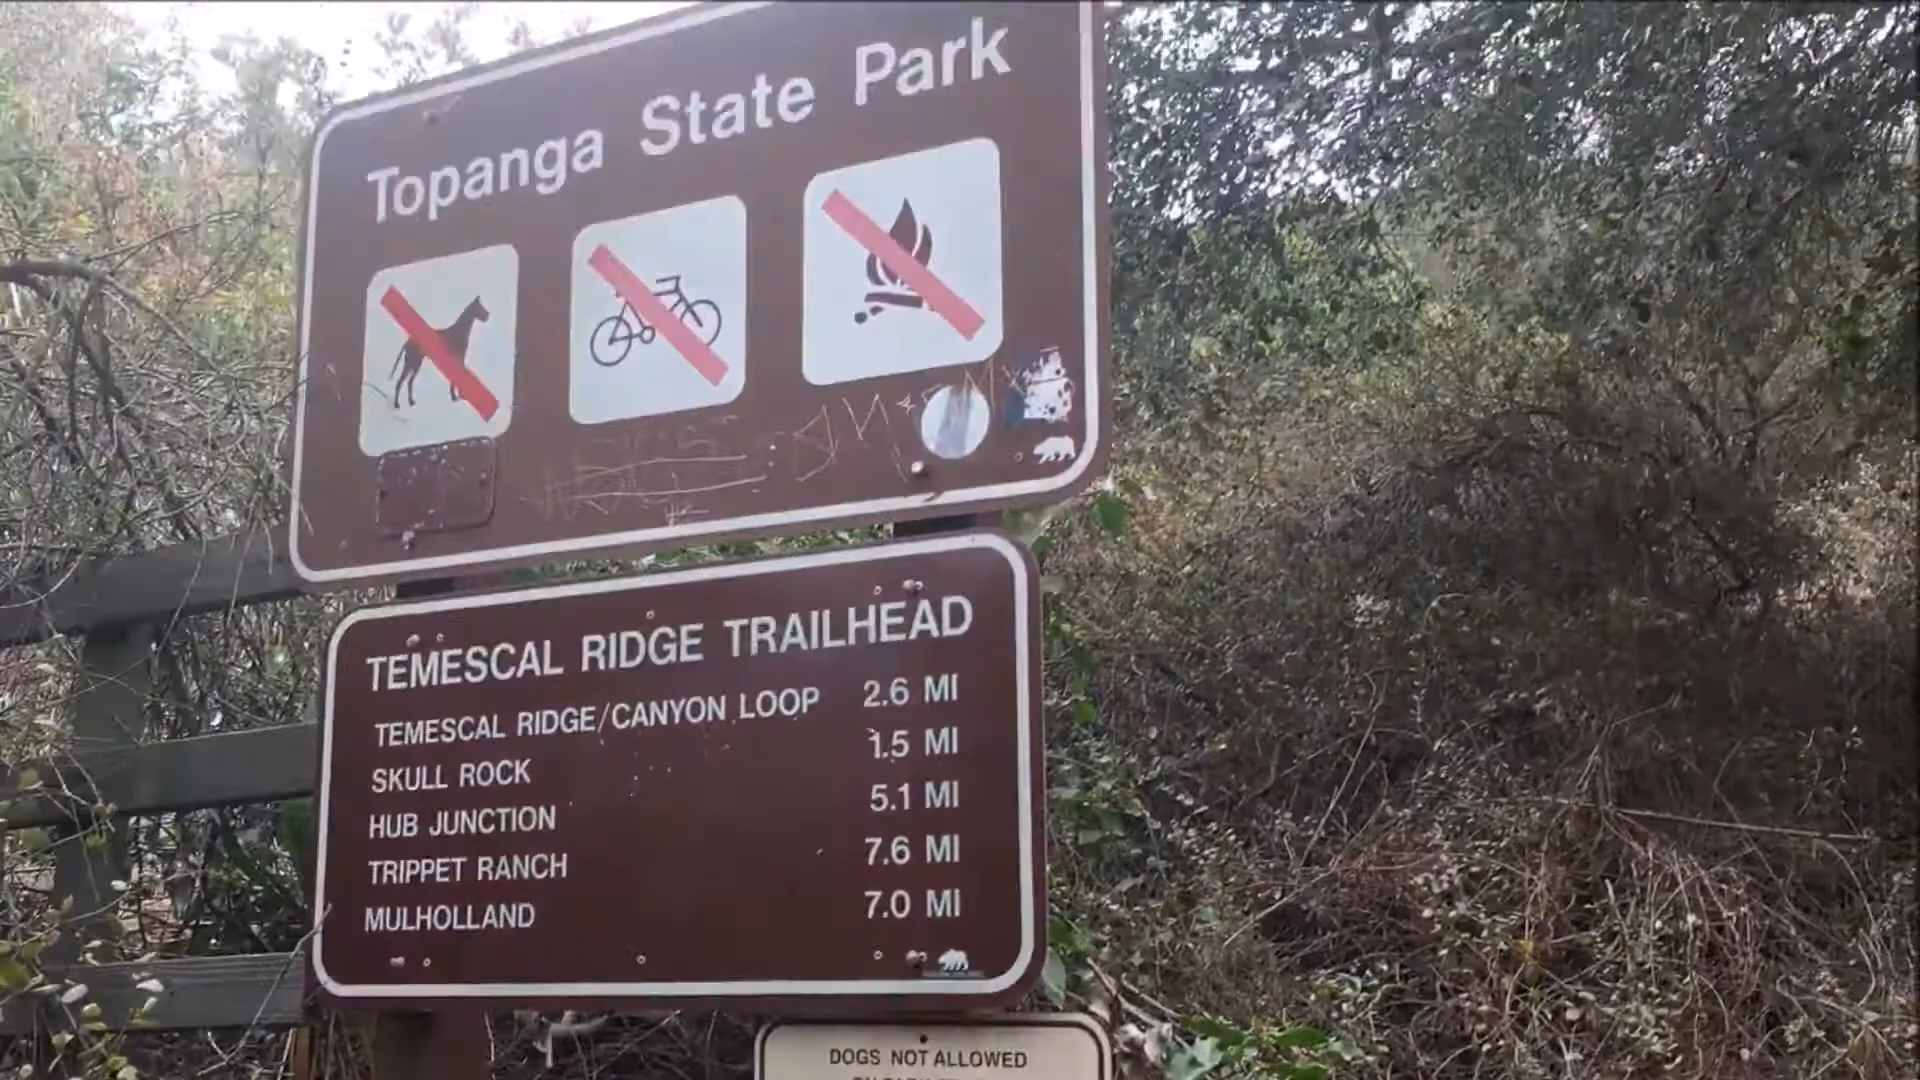 Topanga State Park
TEMESCAL RIDGE TRAILHEAD
TEMESCAL RIDGE/CANYON LOOP 2.6 MI
SKULL ROCK 1.5 MI
HUB JUNCTION 5.1 MI
TRIPPET RANCH 7.6 MI
MULHOLLAND 7.0 MI
DOGS NOT ALLOWED